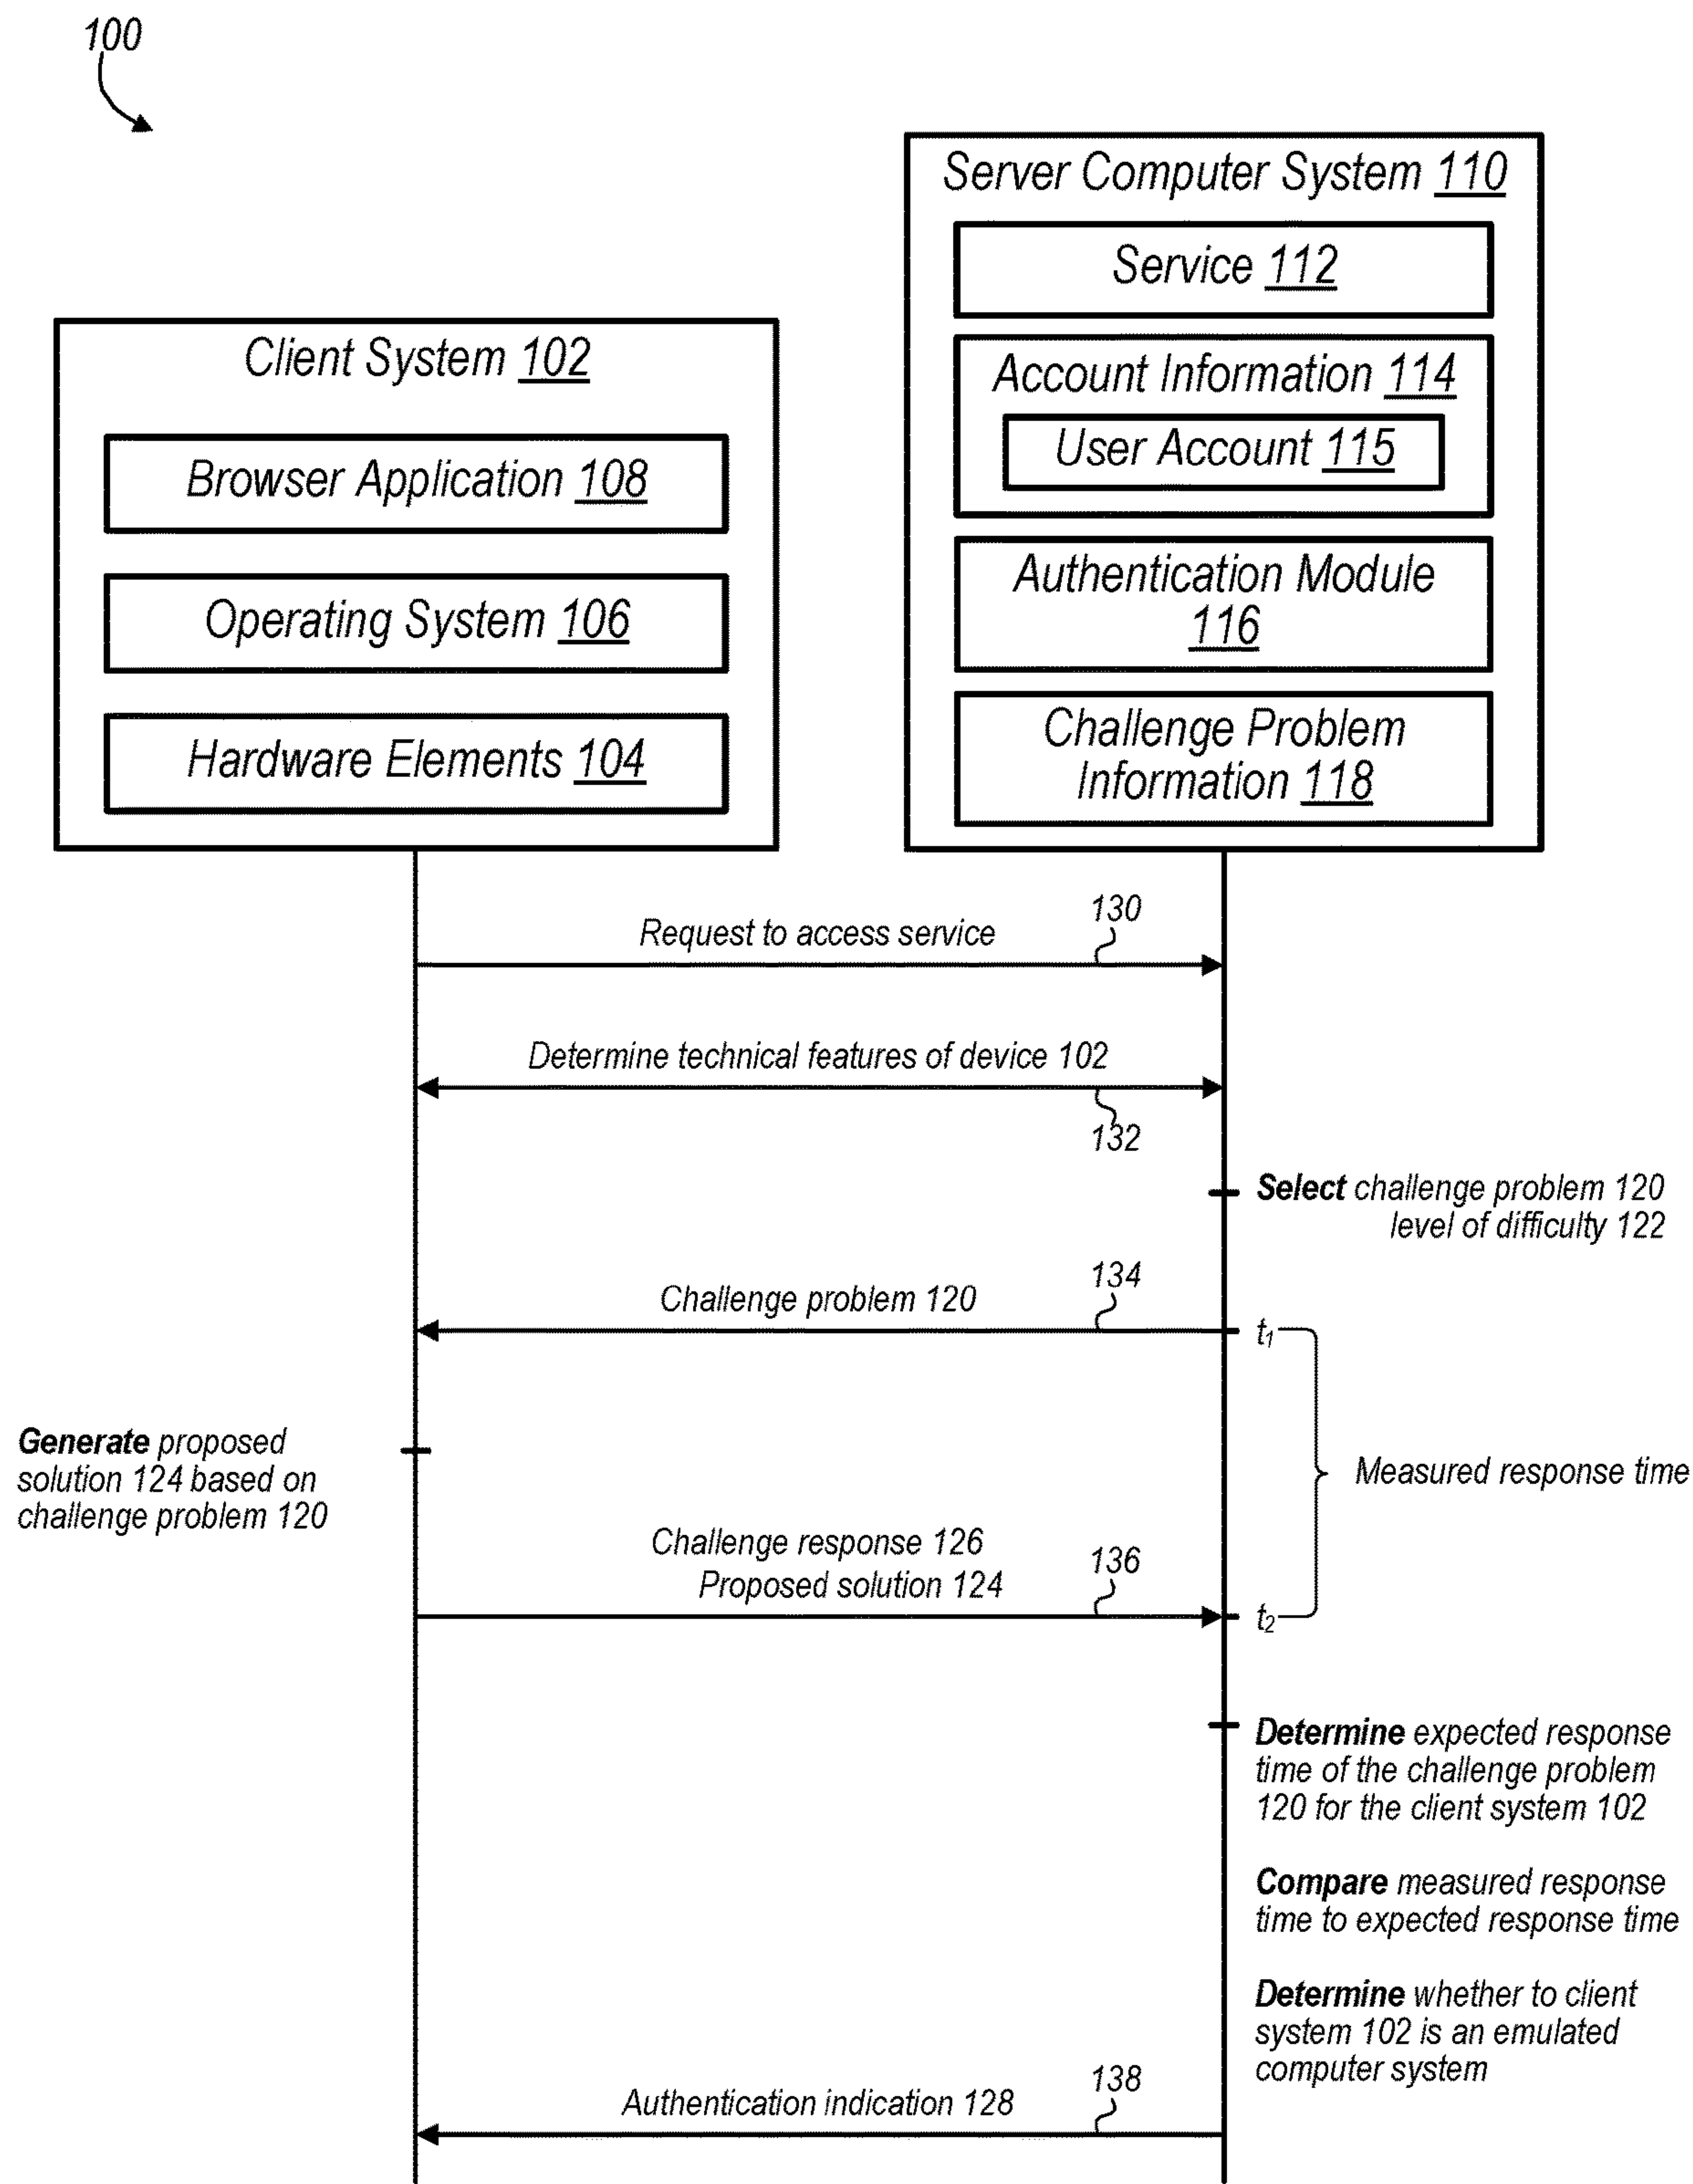 100
Server Computer System 110
Service 112
Account Information 114
User Account 115
Authentication Module
116
Challenge Problem
Information 118
Client System 102
Browser Application 108
Operating System 106
Hardware Elements 104
Request to access service
130
Determine technical features of device 102
132
Select challenge problem 120
level of difficulty 122
Challenge problem 120
134
t1
Generate proposed
solution 124 based on
challenge problem 120
Measured response time
Challenge response 126
Proposed solution 124
136
t2
Determine expected response
time of the challenge problem
120 for the client system 102
Compare measured response
time to expected response time
Determine whether to client
system 102 is an emulated
computer system
Authentication indication 128
138